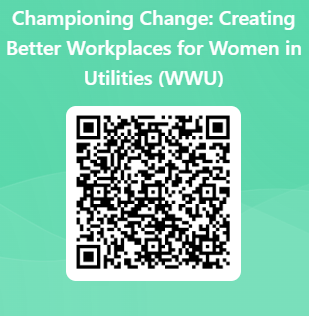 Championing Change: Creating
Better Workplaces for Women in
Utilities (WWU)